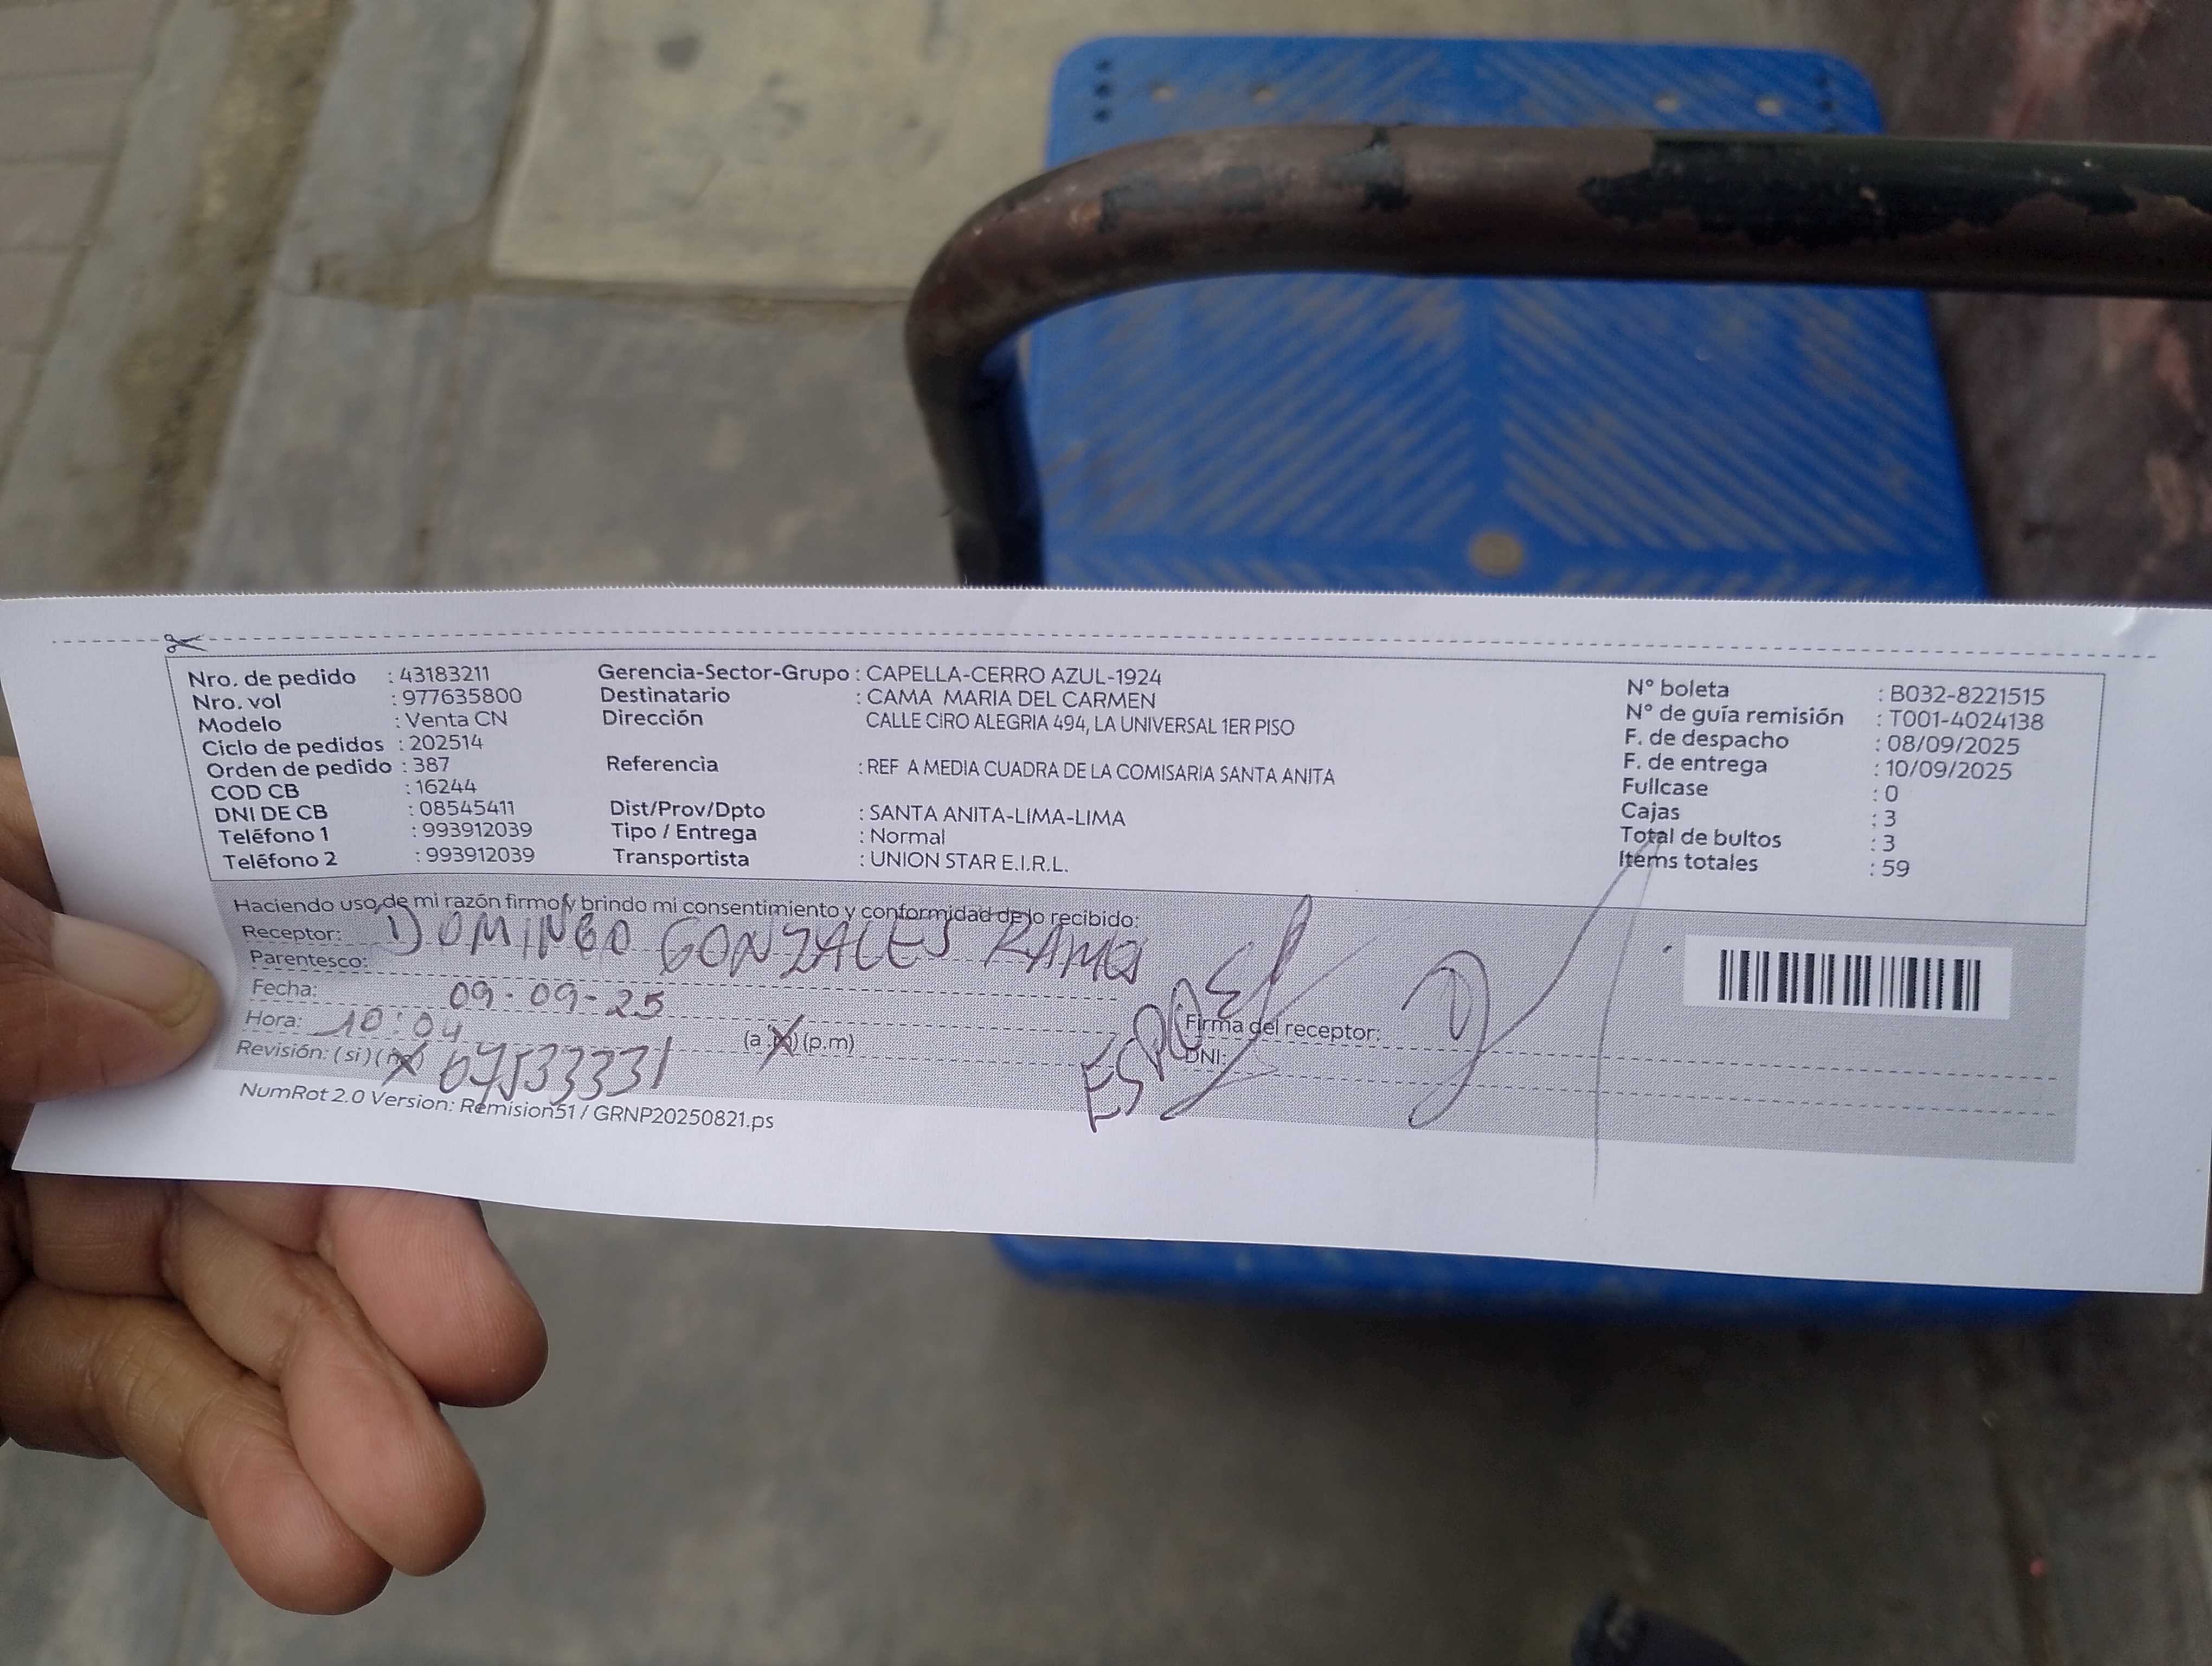 Nro. de pedido : 43183211
Nro. vol : 977635800
Modelo : Venta CN
Ciclo de pedidos : 202514
Orden de pedido : 387
COD CB : 16244
DNI DE CB : 08545411
Teléfono 1 : 993912039
Teléfono 2 : 993912039
Gerencia-Sector-Grupo : CAPELLA-CERRO AZUL-1924
Destinatario : CAMA MARIA DEL CARMEN
Dirección CALLE CIRO ALEGRIA 494, LA UNIVERSAL 1ER PISO
Referencia : REF A MEDIA CUADRA DE LA COMISARIA SANTA ANITA
Dist/Prov/Dpto : SANTA ANITA-LIMA-LIMA
Tipo / Entrega : Normal
Transportista : UNION STAR E.I.R.L.
N° boleta : B032-8221515
N° de guía remisión : T001-4024138
F. de despacho : 08/09/2025
F. de entrega : 10/09/2025
Fullcase : 0
Cajas : 3
Total de bultos : 3
Items totales : 59
Haciendo uso de mi razón firmo y brindo mi consentimiento y conformidad de lo recibido:
Receptor: DOMINGO GONZALES RAMOS
Parentesco:
Fecha: 09-09-25
Hora: 10:04 (a.m) (p.m)
Revisión: (si) (no) 07533331
ESPOSO
Firma del receptor:
DNI:
NumRot 2.0 Version: Remision51 / GRNP20250821.ps